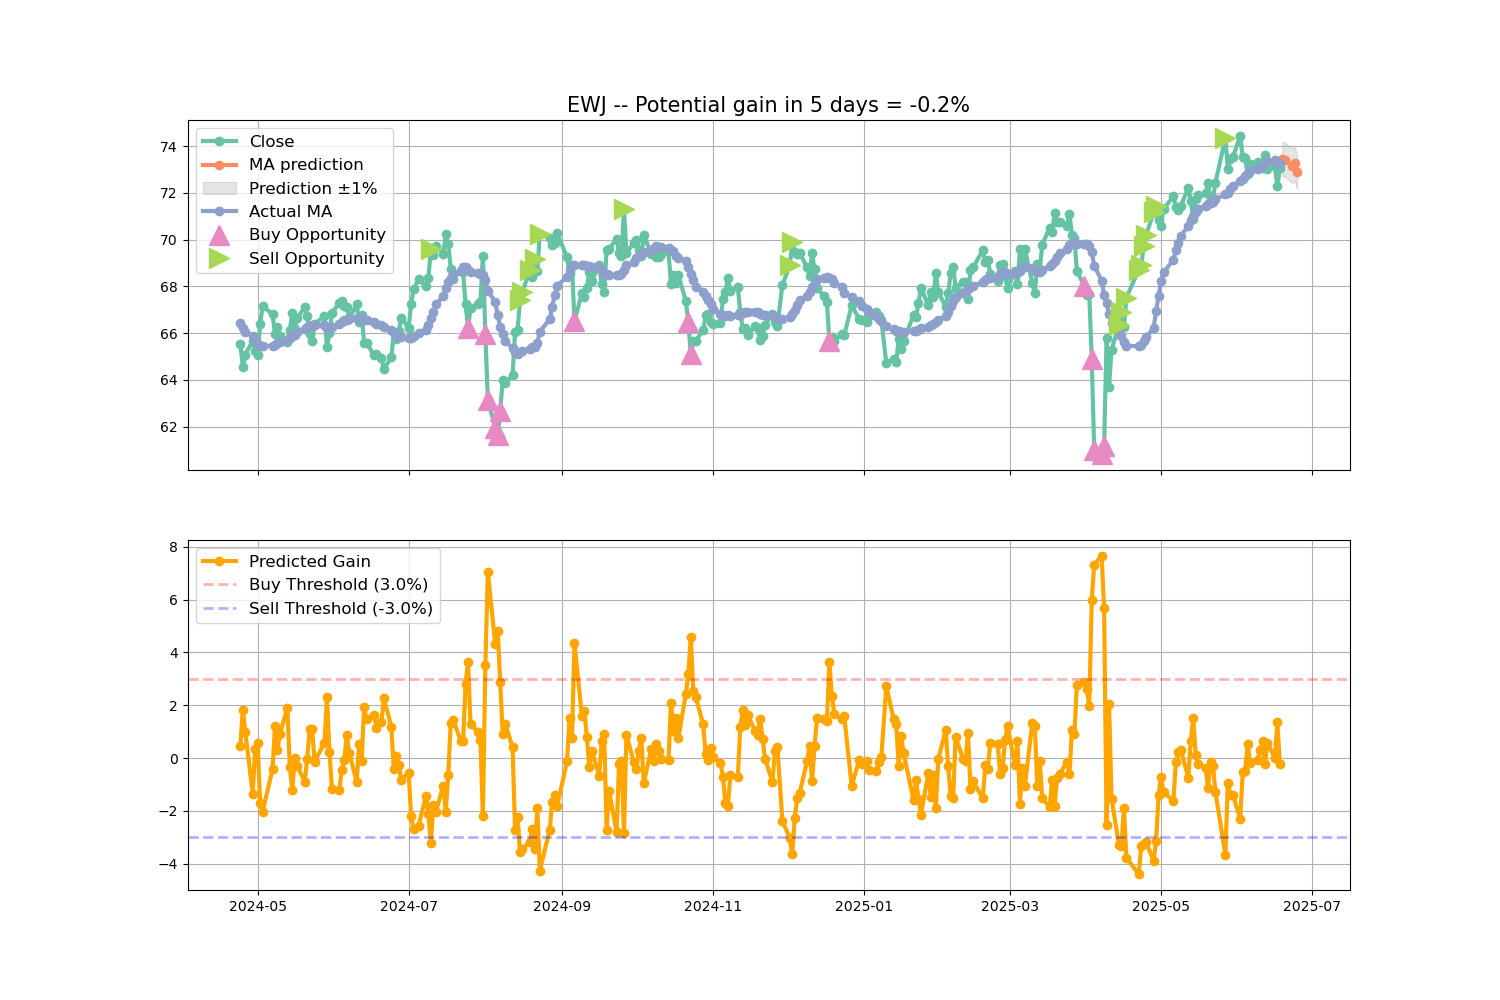 EWJ -- Potential gain in 5 days = -0.2%
Close
MA prediction
Prediction ±1%
Actual MA
Buy Opportunity
Sell Opportunity
74
72
70
68
66
64
62
Predicted Gain
Buy Threshold (3.0%)
Sell Threshold (-3.0%)
8
6
4
2
0
−2
−4
2024-05 2024-07 2024-09 2024-11 2025-01 2025-03 2025-05 2025-07